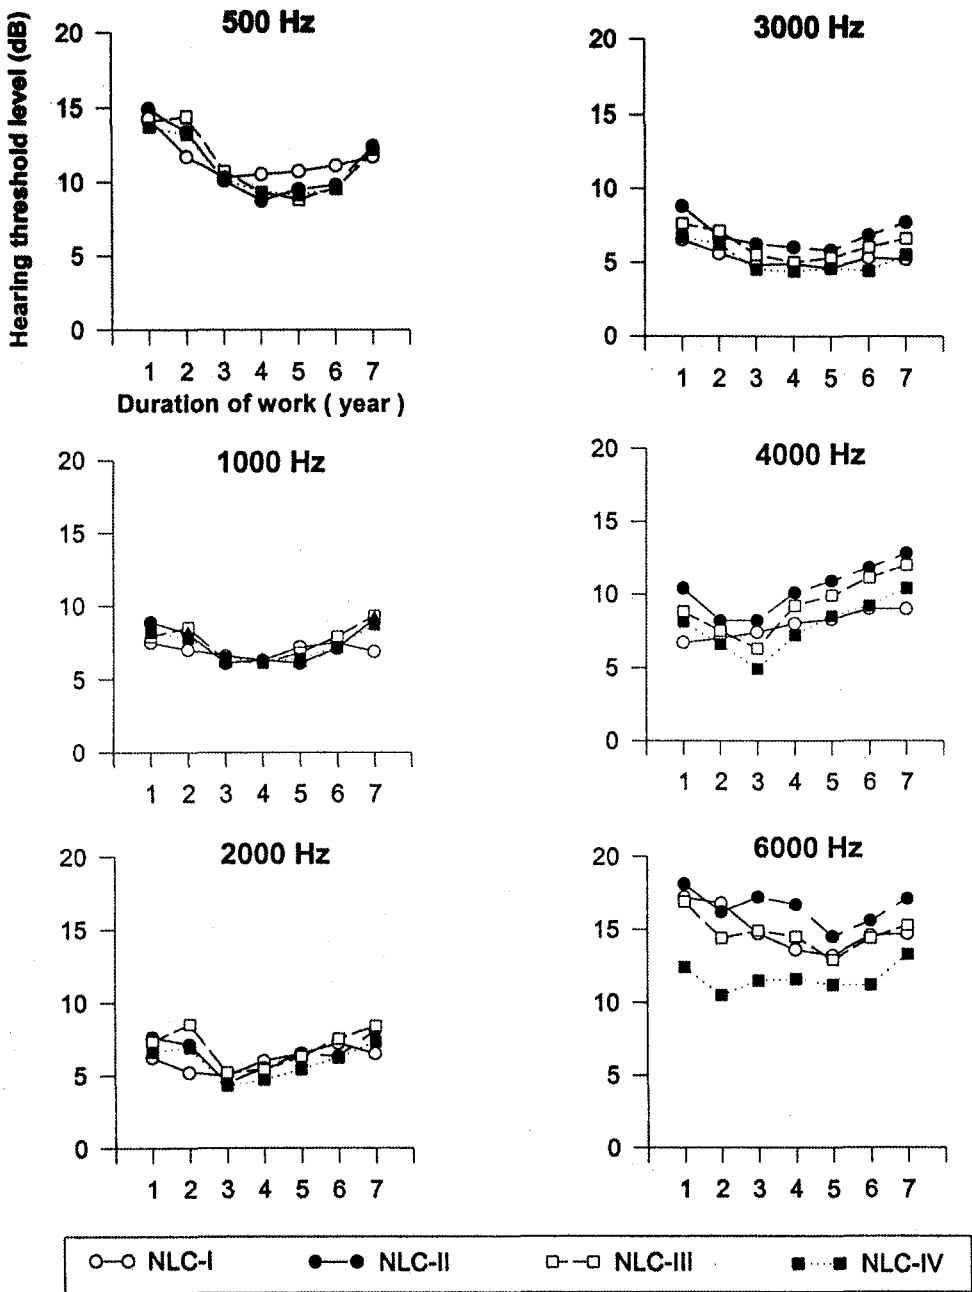 500 Hz
Hearing threshold level (dB)
20
15
10
5
0
1 2 3 4 5 6 7
Duration of work ( year )
3000 Hz
20
15
10
5
0
1 2 3 4 5 6 7
1000 Hz
20
15
10
5
0
1 2 3 4 5 6 7
4000 Hz
20
15
10
5
0
1 2 3 4 5 6 7
2000 Hz
20
15
10
5
0
1 2 3 4 5 6 7
6000 Hz
20
15
10
5
0
1 2 3 4 5 6 7
NLC-I NLC-II NLC-III NLC-IV